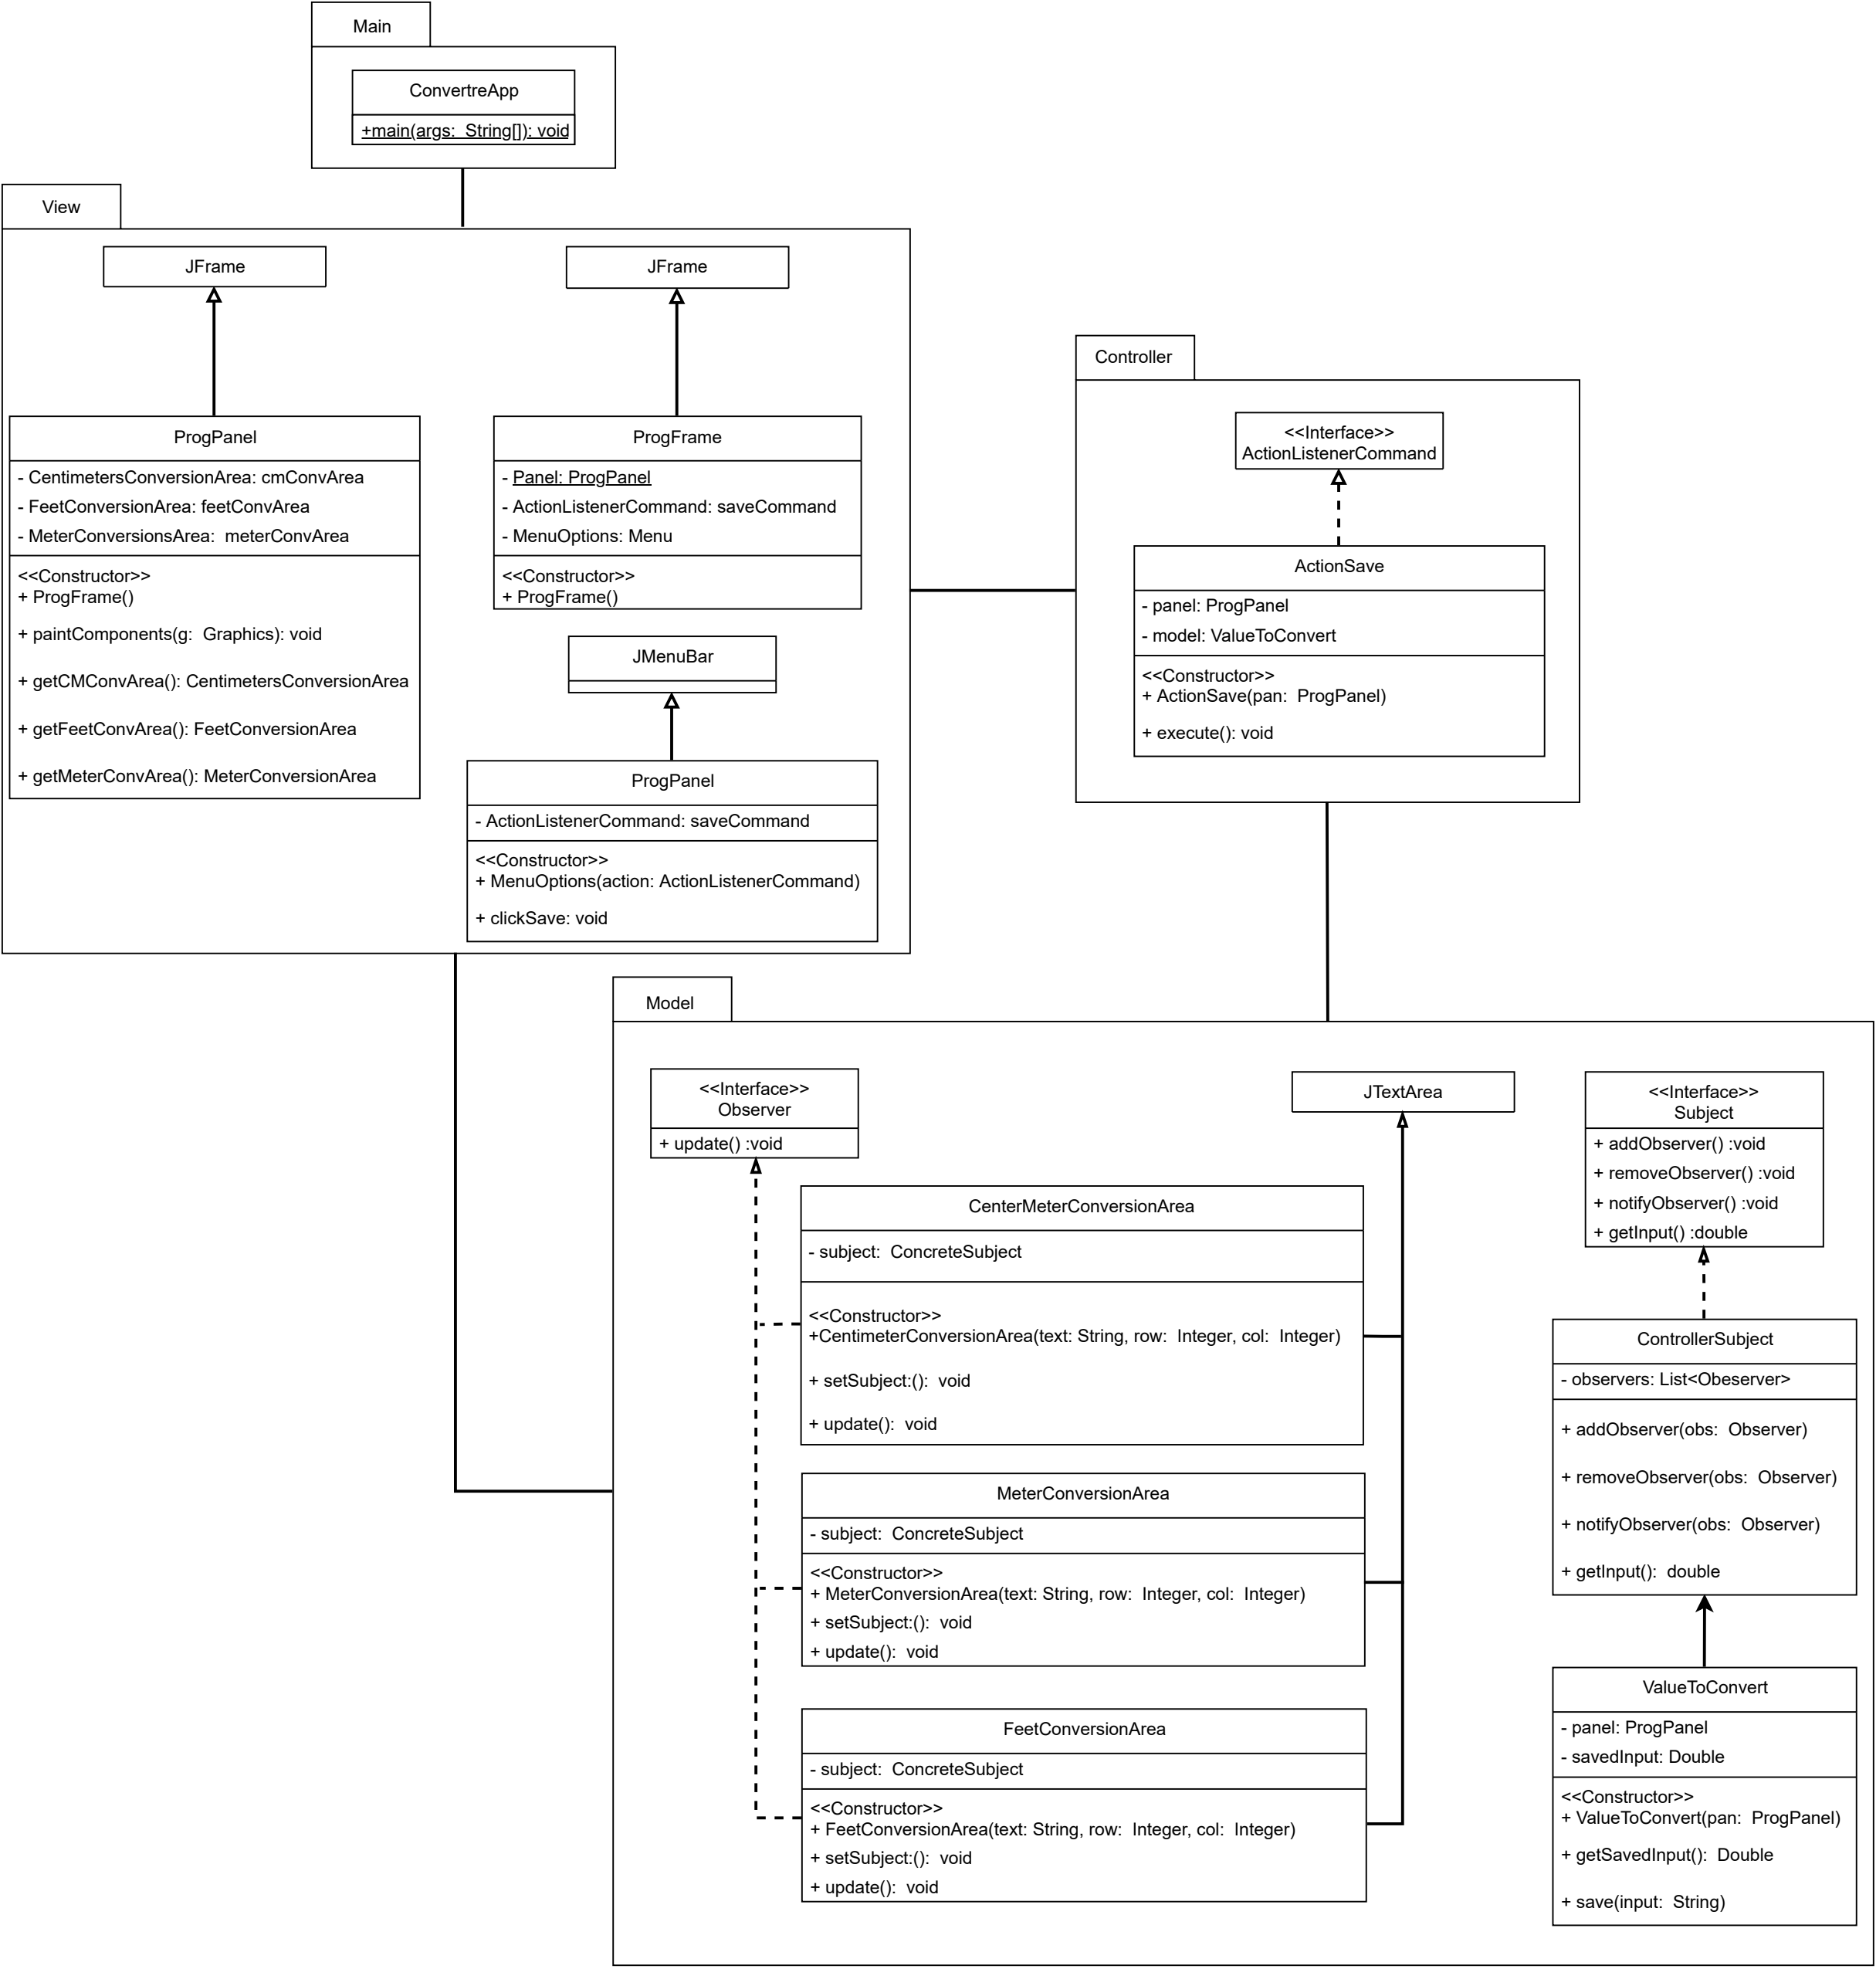 Main
ConvertreApp
+main(args:  String[]): void
View
JFrame
ProgPanel
- CentimetersConversionArea: cmConvArea
- FeetConversionArea: feetConvArea
- MeterConversionsArea:  meterConvArea
<<Constructor>>
+ ProgFrame()
+ paintComponents(g:  Graphics): void
+ getCMConvArea(): CentimetersConversionArea
+ getFeetConvArea(): FeetConversionArea
+ getMeterConvArea(): MeterConversionArea
JFrame
ProgFrame
- Panel: ProgPanel
- ActionListenerCommand: saveCommand
- MenuOptions: Menu
<<Constructor>>
+ ProgFrame()
JMenuBar
ProgPanel
- ActionListenerCommand: saveCommand
<<Constructor>>
+ MenuOptions(action: ActionListenerCommand)
+ clickSave: void
Controller
<<Interface>>
ActionListenerCommand
ActionSave
- panel: ProgPanel
- model: ValueToConvert
<<Constructor>>
+ ActionSave(pan:  ProgPanel)
+ execute(): void
Model
<<Interface>>
Observer
+ update() :void
JTextArea
CenterMeterConversionArea
- subject:  ConcreteSubject
<<Constructor>>
+CentimeterConversionArea(text: String, row:  Integer, col:  Integer)
+ setSubject:():  void
+ update():  void
MeterConversionArea
- subject:  ConcreteSubject
<<Constructor>>
+ MeterConversionArea(text: String, row:  Integer, col:  Integer)
+ setSubject:():  void
+ update():  void
FeetConversionArea
- subject:  ConcreteSubject
<<Constructor>>
+ FeetConversionArea(text: String, row:  Integer, col:  Integer)
+ setSubject:():  void
+ update():  void
<<Interface>>
Subject
+ addObserver() :void
+ removeObserver() :void
+ notifyObserver() :void
+ getInput() :double
ControllerSubject
- observers: List<Obeserver>
+ addObserver(obs:  Observer)
+ removeObserver(obs:  Observer)
+ notifyObserver(obs:  Observer)
+ getInput():  double
ValueToConvert
- panel: ProgPanel
- savedInput: Double
<<Constructor>>
+ ValueToConvert(pan:  ProgPanel)
+ getSavedInput():  Double
+ save(input:  String)